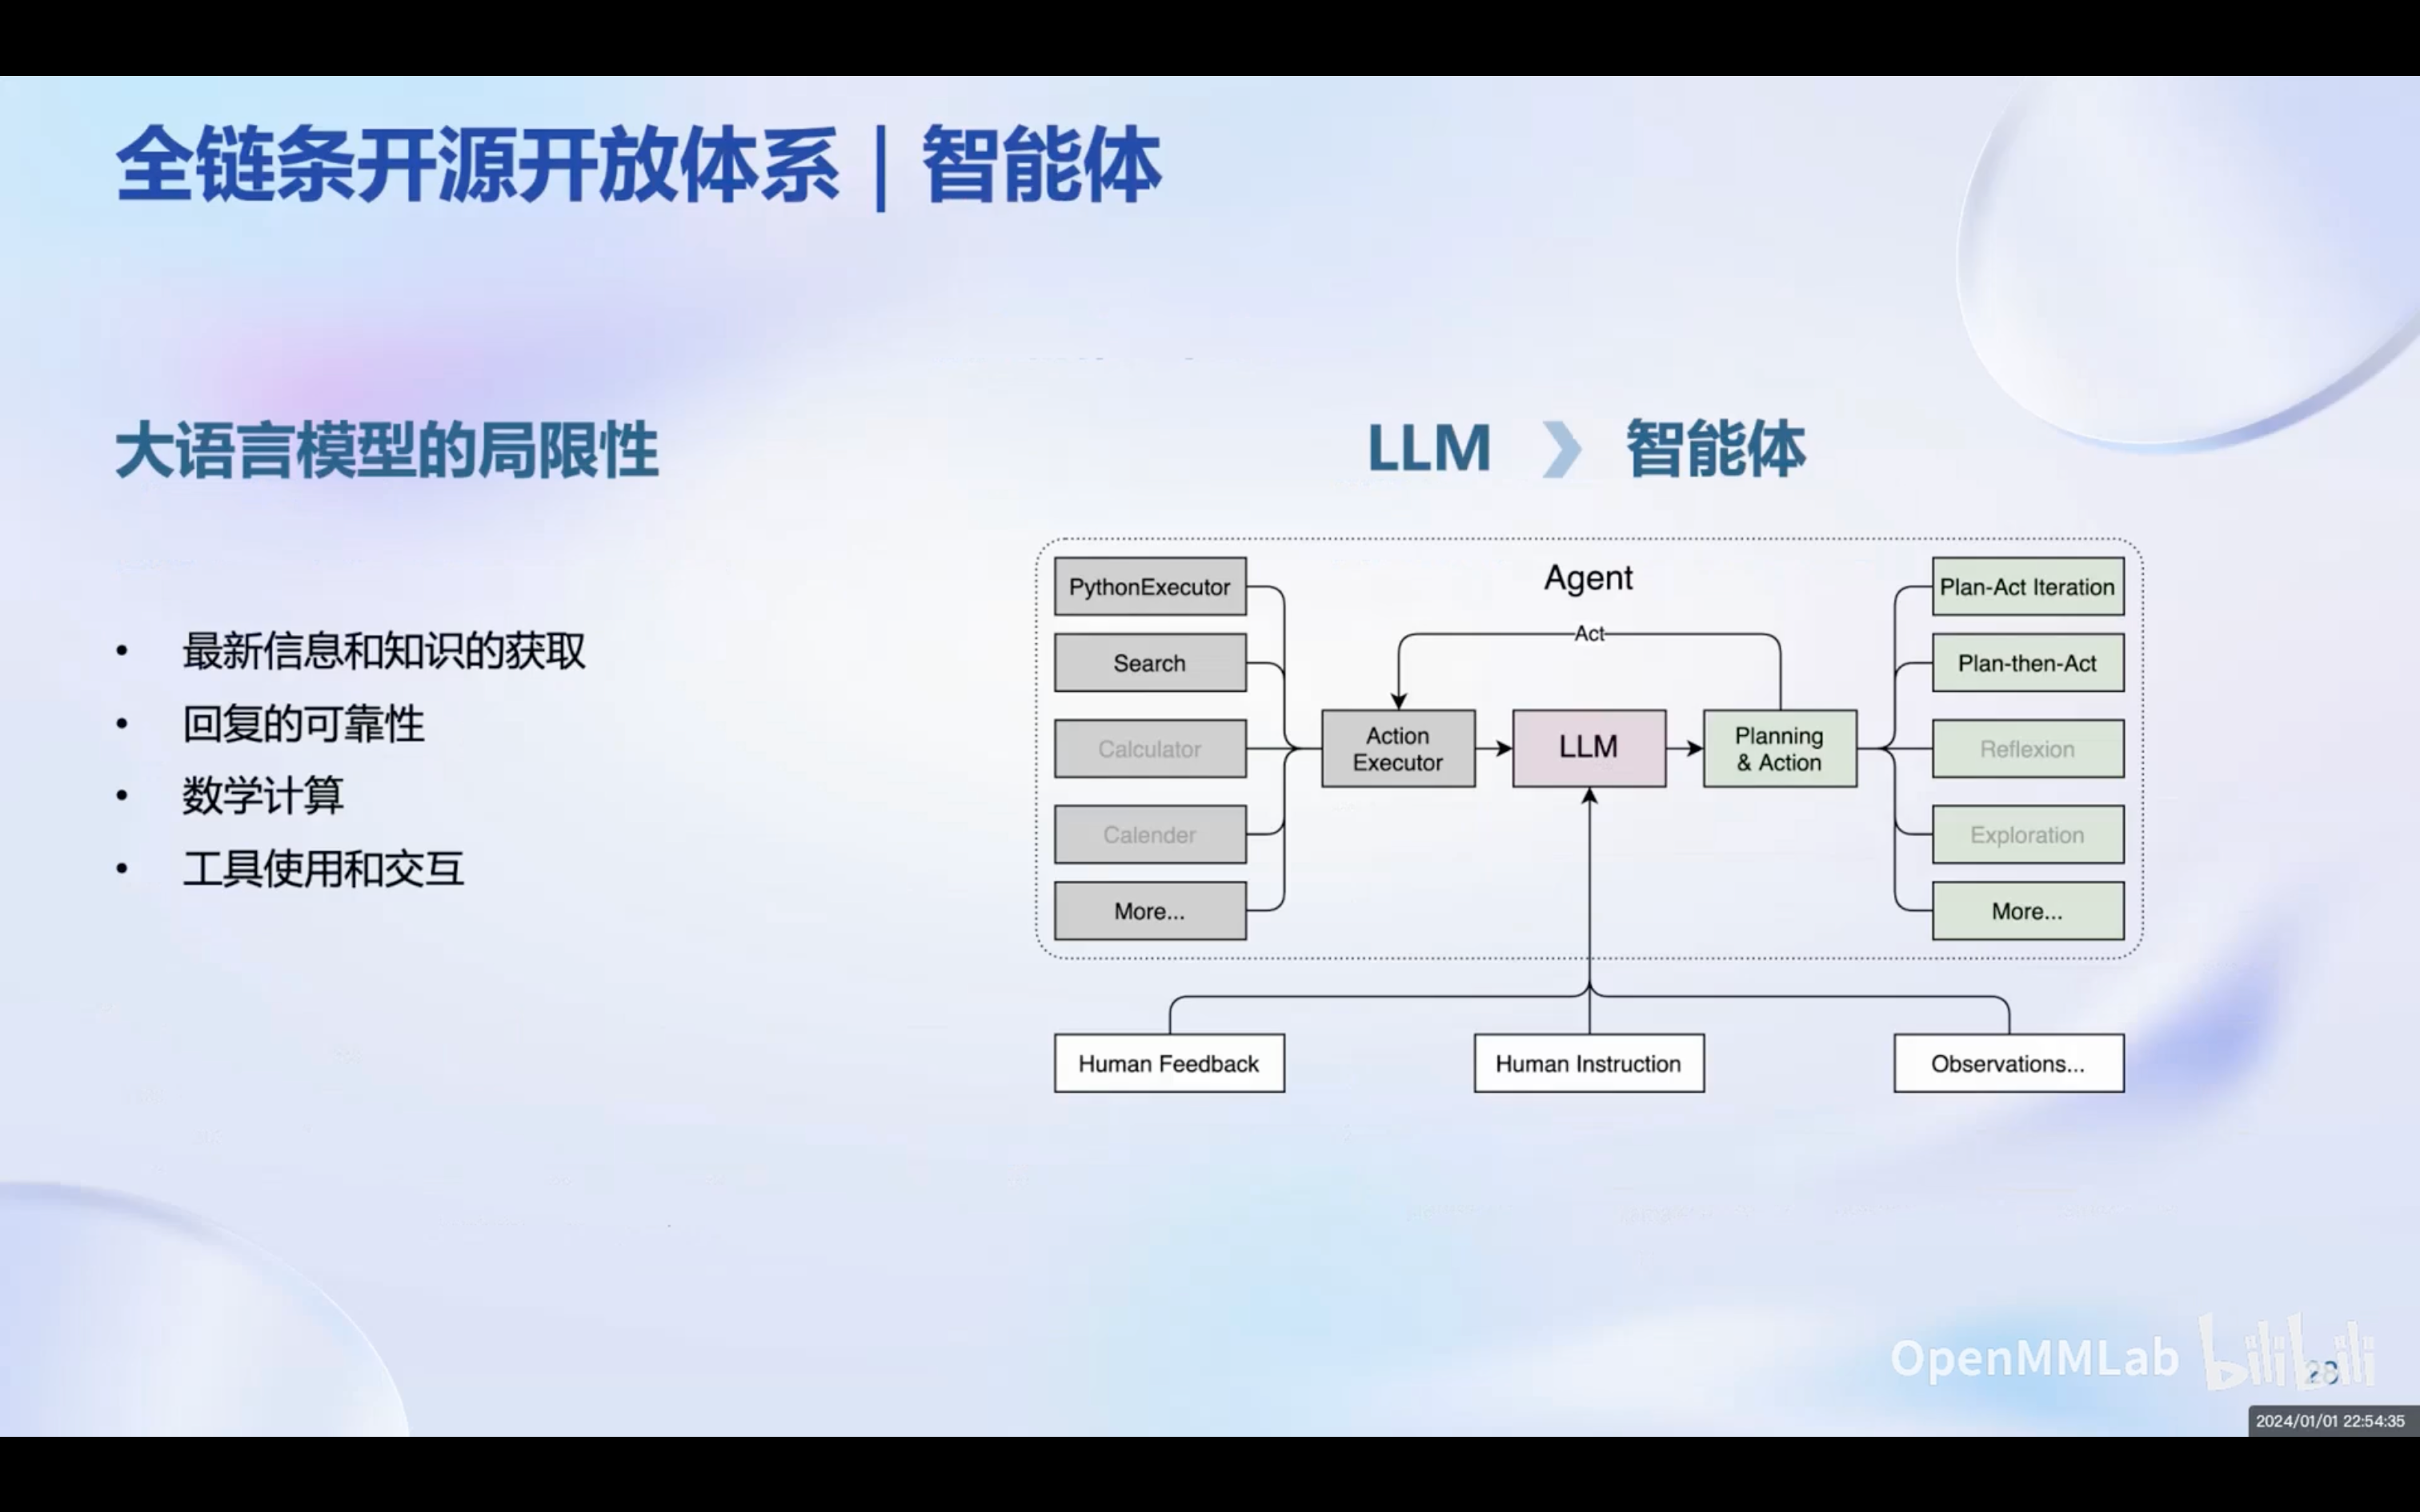 全链条开源开放体系｜智能体
大语言模型的局限性
• 最新信息和知识的获取
• 回复的可靠性
• 数学计算
• 工具使用和交互
LLM 智能体
Agent
Act
PythonExecutor
Search
Calculator
Calender
More...
Action
Executor
LLM
Planning
& Action
Plan-Act Iteration
Plan-then-Act
Reflexion
Exploration
More...
Human Feedback
Human Instruction
Observations...
OpenMMLab bilibili
28
2024/01/01 22:54:35